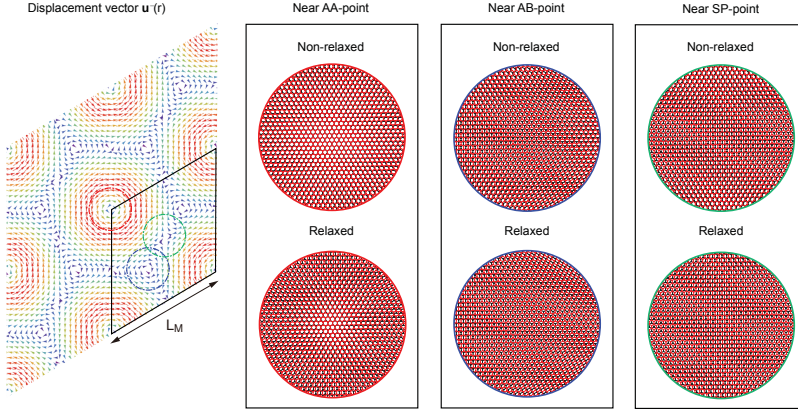 Displacement vector u⁻(r)
Near AA-point
Near AB-point
Near SP-point
Non-relaxed
Non-relaxed
Non-relaxed
Relaxed
Relaxed
Relaxed
L_M